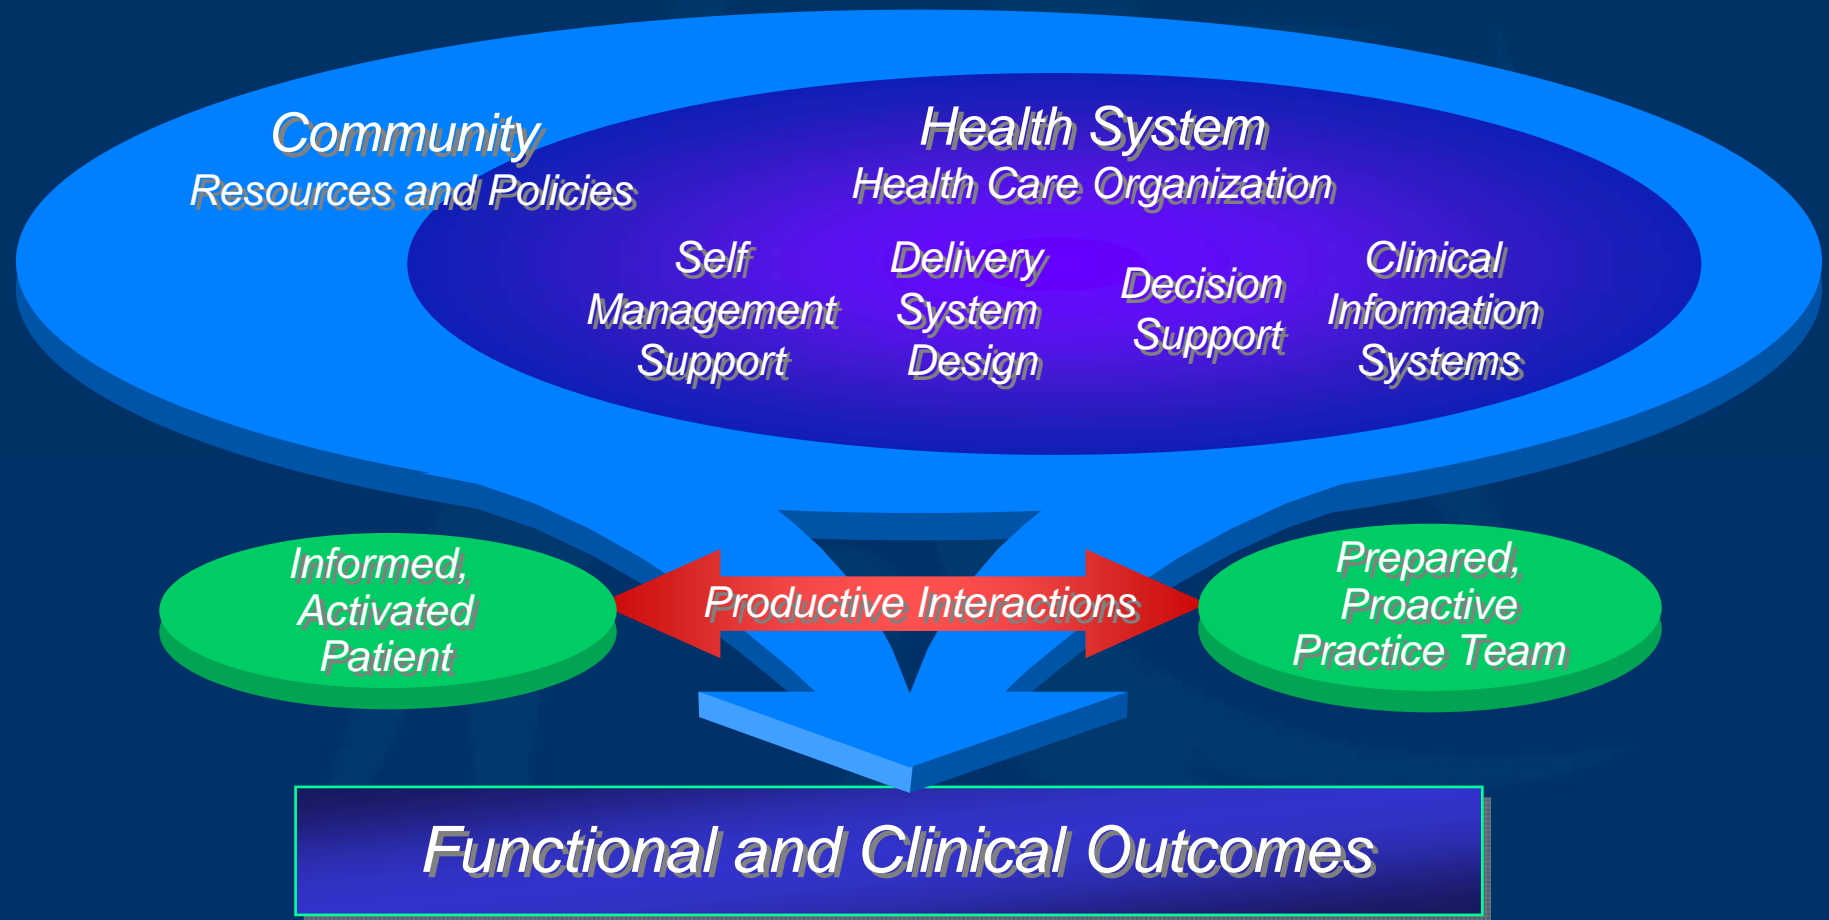 Community
Resources and Policies
Health System
Health Care Organization
Self
Management
Support
Delivery
System
Design
Decision
Support
Clinical
Information
Systems
Informed,
Activated
Patient
Productive Interactions
Prepared,
Proactive
Practice Team
Functional and Clinical Outcomes